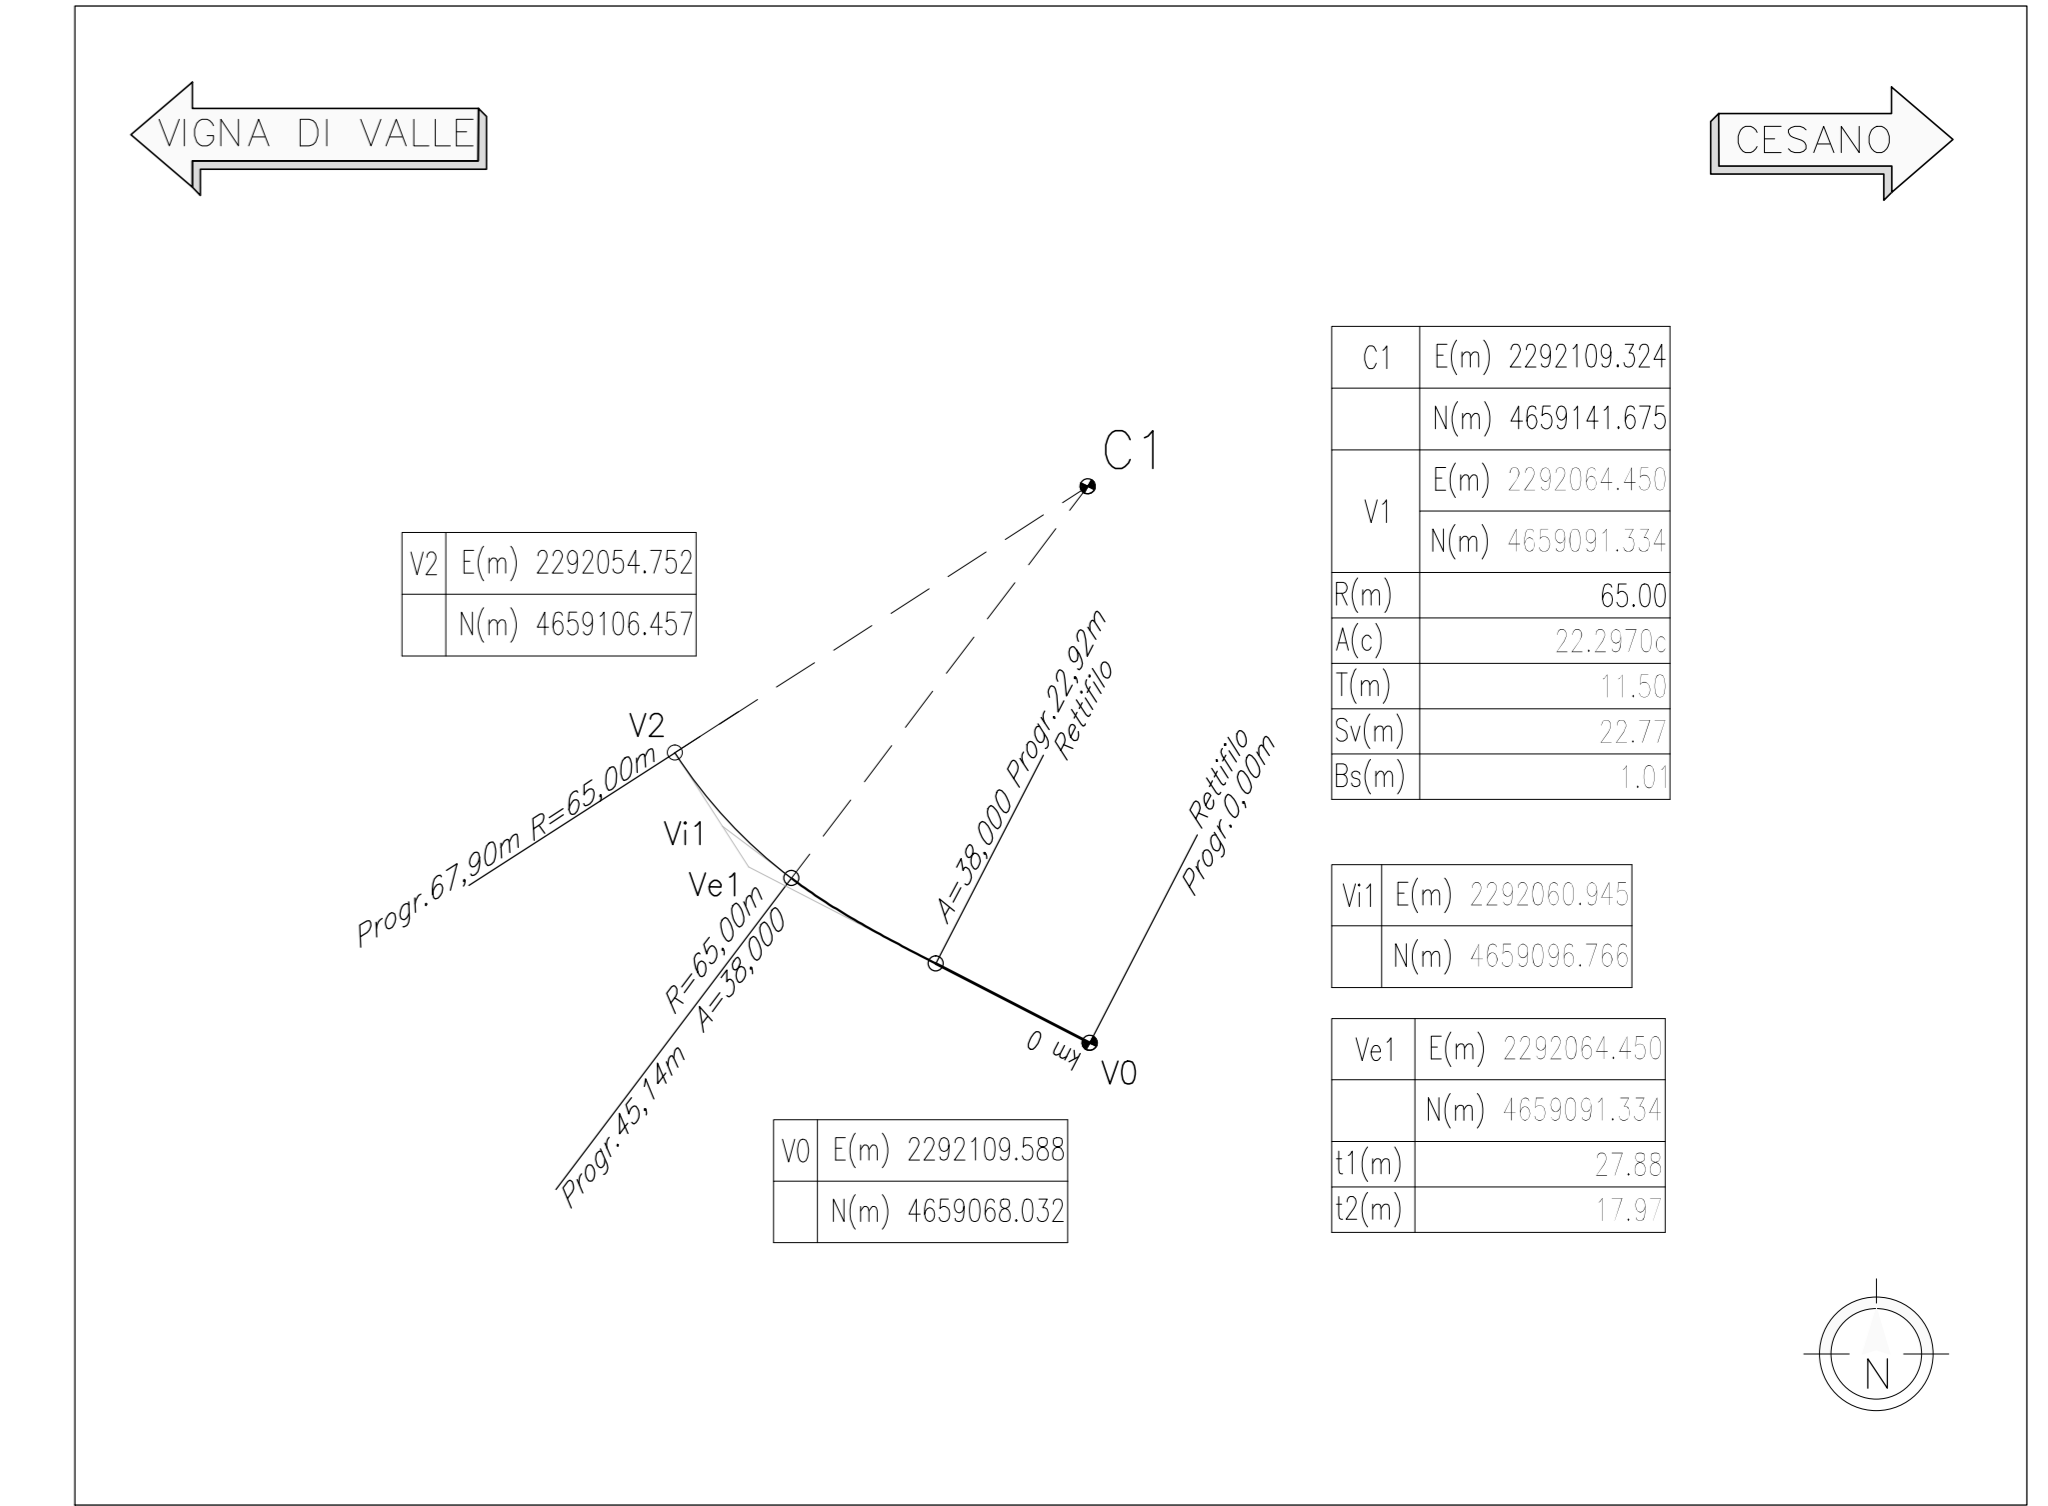 VIGNA DI VALLE
CESANO
C1 E(m) 2292109.324
N(m) 4659141.675
V1 E(m) 2292064.450
N(m) 4659091.334
R(m) 65.00
A(c) 22.2970c
T(m) 11.50
Sv(m) 22.77
Bs(m) 1.01
C1
V2 E(m) 2292054.752
N(m) 4659106.457
V2
Progr.67,90m R=65,00m
Vi1
Ve1
R=65,00m
Progr.45,14m A=38,000
A=38,000 Progr.22,92m
Rettifilo
Rettifilo
Progr.0,00m
0 km
V0
Vi1 E(m) 2292060.945
N(m) 4659096.766
Ve1 E(m) 2292064.450
N(m) 4659091.334
t1(m) 27.88
t2(m) 17.97
V0 E(m) 2292109.588
N(m) 4659068.032
N